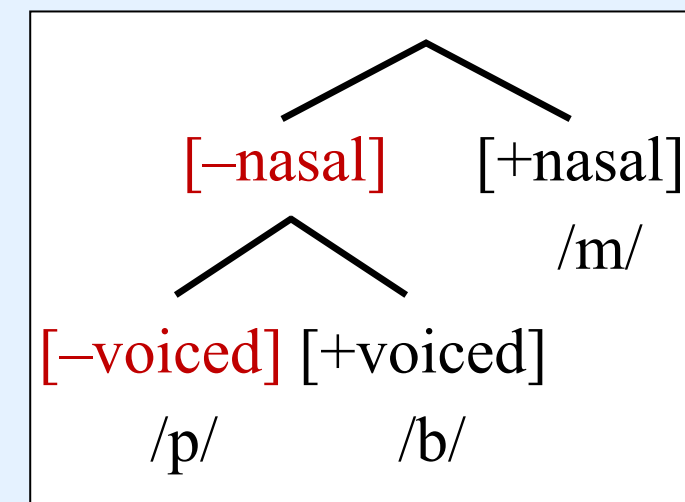 [–nasal] [+nasal]
/m/
[–voiced] [+voiced]
/p/ /b/